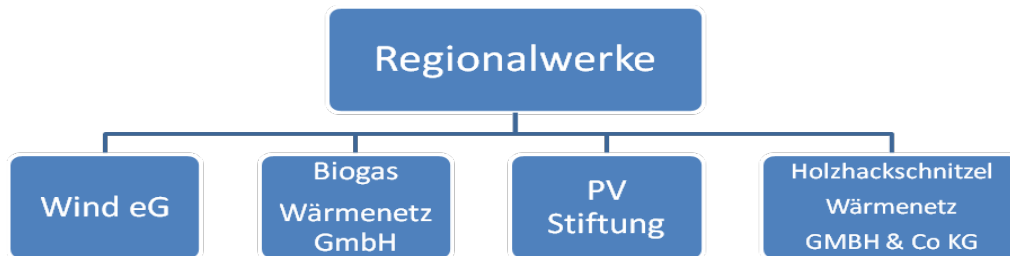 Regionalwerke
Wind eG
Biogas
Wärmenetz
GmbH
PV
Stiftung
Holzhackschnitzel
Wärmenetz
GMBH & Co KG